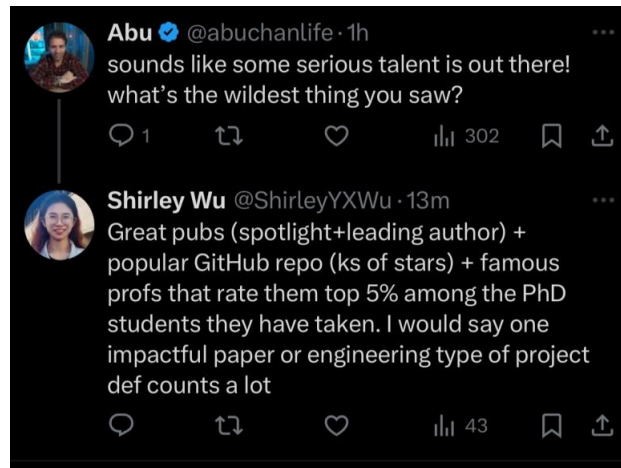 Abu @abuchanlife · 1h
sounds like some serious talent is out there!
what’s the wildest thing you saw?
1 302
Shirley Wu @ShirleyYXWu · 13m
Great pubs (spotlight+leading author) +
popular GitHub repo (ks of stars) + famous
profs that rate them top 5% among the PhD
students they have taken. I would say one
impactful paper or engineering type of project
def counts a lot
43